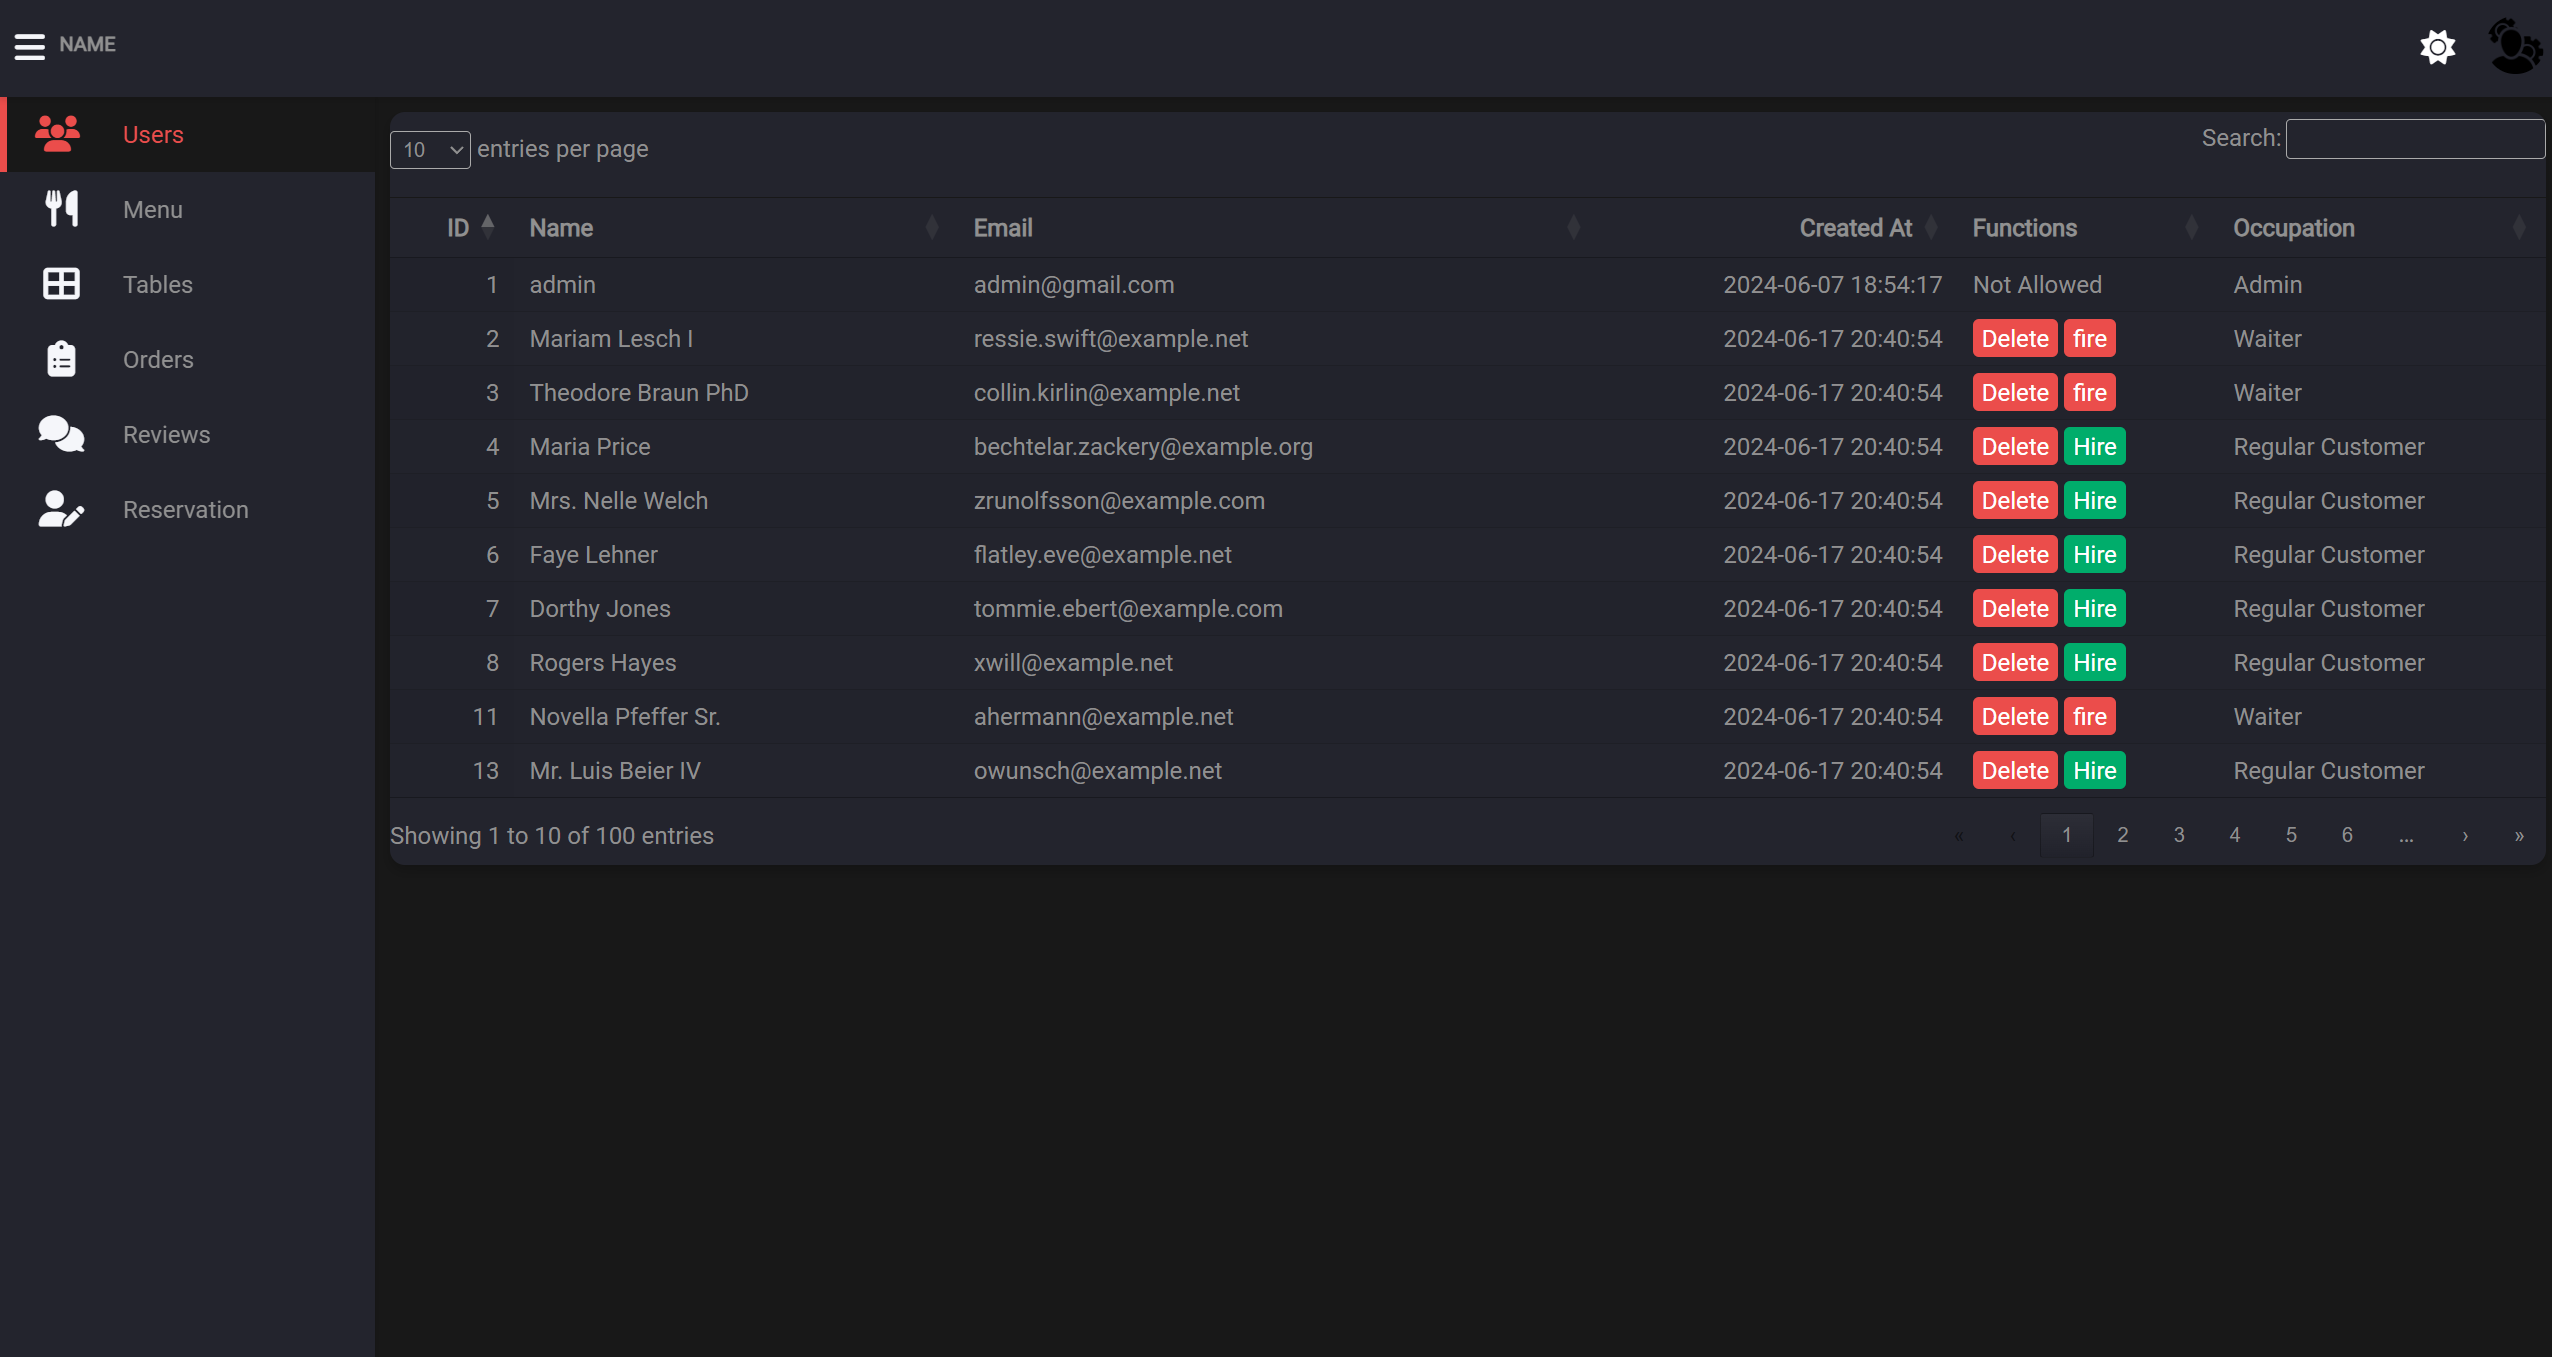 NAME
Users
Menu
Tables
Orders
Reviews
Reservation
10 entries per page
Search:
ID Name Email Created At Functions Occupation
1 admin admin@gmail.com 2024-06-07 18:54:17 Not Allowed Admin
2 Mariam Lesch I ressie.swift@example.net 2024-06-17 20:40:54 Delete fire Waiter
3 Theodore Braun PhD collin.kirlin@example.net 2024-06-17 20:40:54 Delete fire Waiter
4 Maria Price bechtelar.zackery@example.org 2024-06-17 20:40:54 Delete Hire Regular Customer
5 Mrs. Nelle Welch zrunolfsson@example.com 2024-06-17 20:40:54 Delete Hire Regular Customer
6 Faye Lehner flatley.eve@example.net 2024-06-17 20:40:54 Delete Hire Regular Customer
7 Dorthy Jones tommie.ebert@example.com 2024-06-17 20:40:54 Delete Hire Regular Customer
8 Rogers Hayes xwill@example.net 2024-06-17 20:40:54 Delete Hire Regular Customer
11 Novella Pfeffer Sr. ahermann@example.net 2024-06-17 20:40:54 Delete fire Waiter
13 Mr. Luis Beier IV owunsch@example.net 2024-06-17 20:40:54 Delete Hire Regular Customer
Showing 1 to 10 of 100 entries
« ‹ 1 2 3 4 5 6 … › »